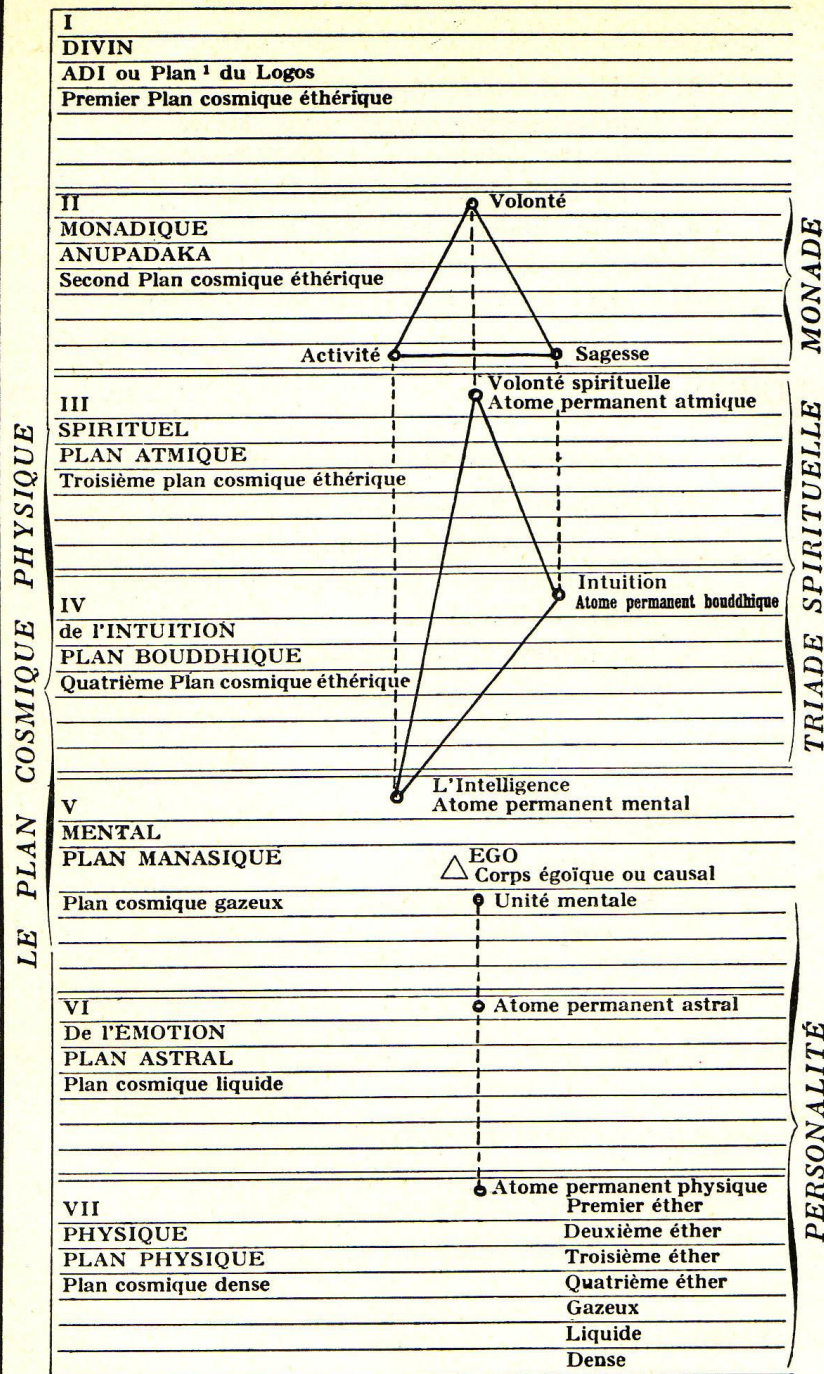 LE PLAN COSMIQUE PHYSIQUE
I
DIVIN
ADI ou Plan ¹ du Logos
Premier Plan cosmique éthérique
II
Volonté
MONADIQUE
ANUPADAKA
Second Plan cosmique éthérique
Activité
Sagesse
MONADE
Volonté spirituelle
III
Atome permanent atmique
SPIRITUEL
PLAN ATMIQUE
Troisième plan cosmique éthérique
Intuition
IV
Atome permanent bouddhique
de l'INTUITION
PLAN BOUDDHIQUE
Quatrième Plan cosmique éthérique
TRIADE SPIRITUELLE
L'Intelligence
V
Atome permanent mental
MENTAL
PLAN MANASIQUE
EGO
Corps égoïque ou causal
Plan cosmique gazeux
Unité mentale
VI
Atome permanent astral
De l'ÉMOTION
PLAN ASTRAL
Plan cosmique liquide
Atome permanent physique
VII
Premier éther
PHYSIQUE
Deuxième éther
PLAN PHYSIQUE
Troisième éther
Plan cosmique dense
Quatrième éther
Gazeux
Liquide
Dense
PERSONALITÉ